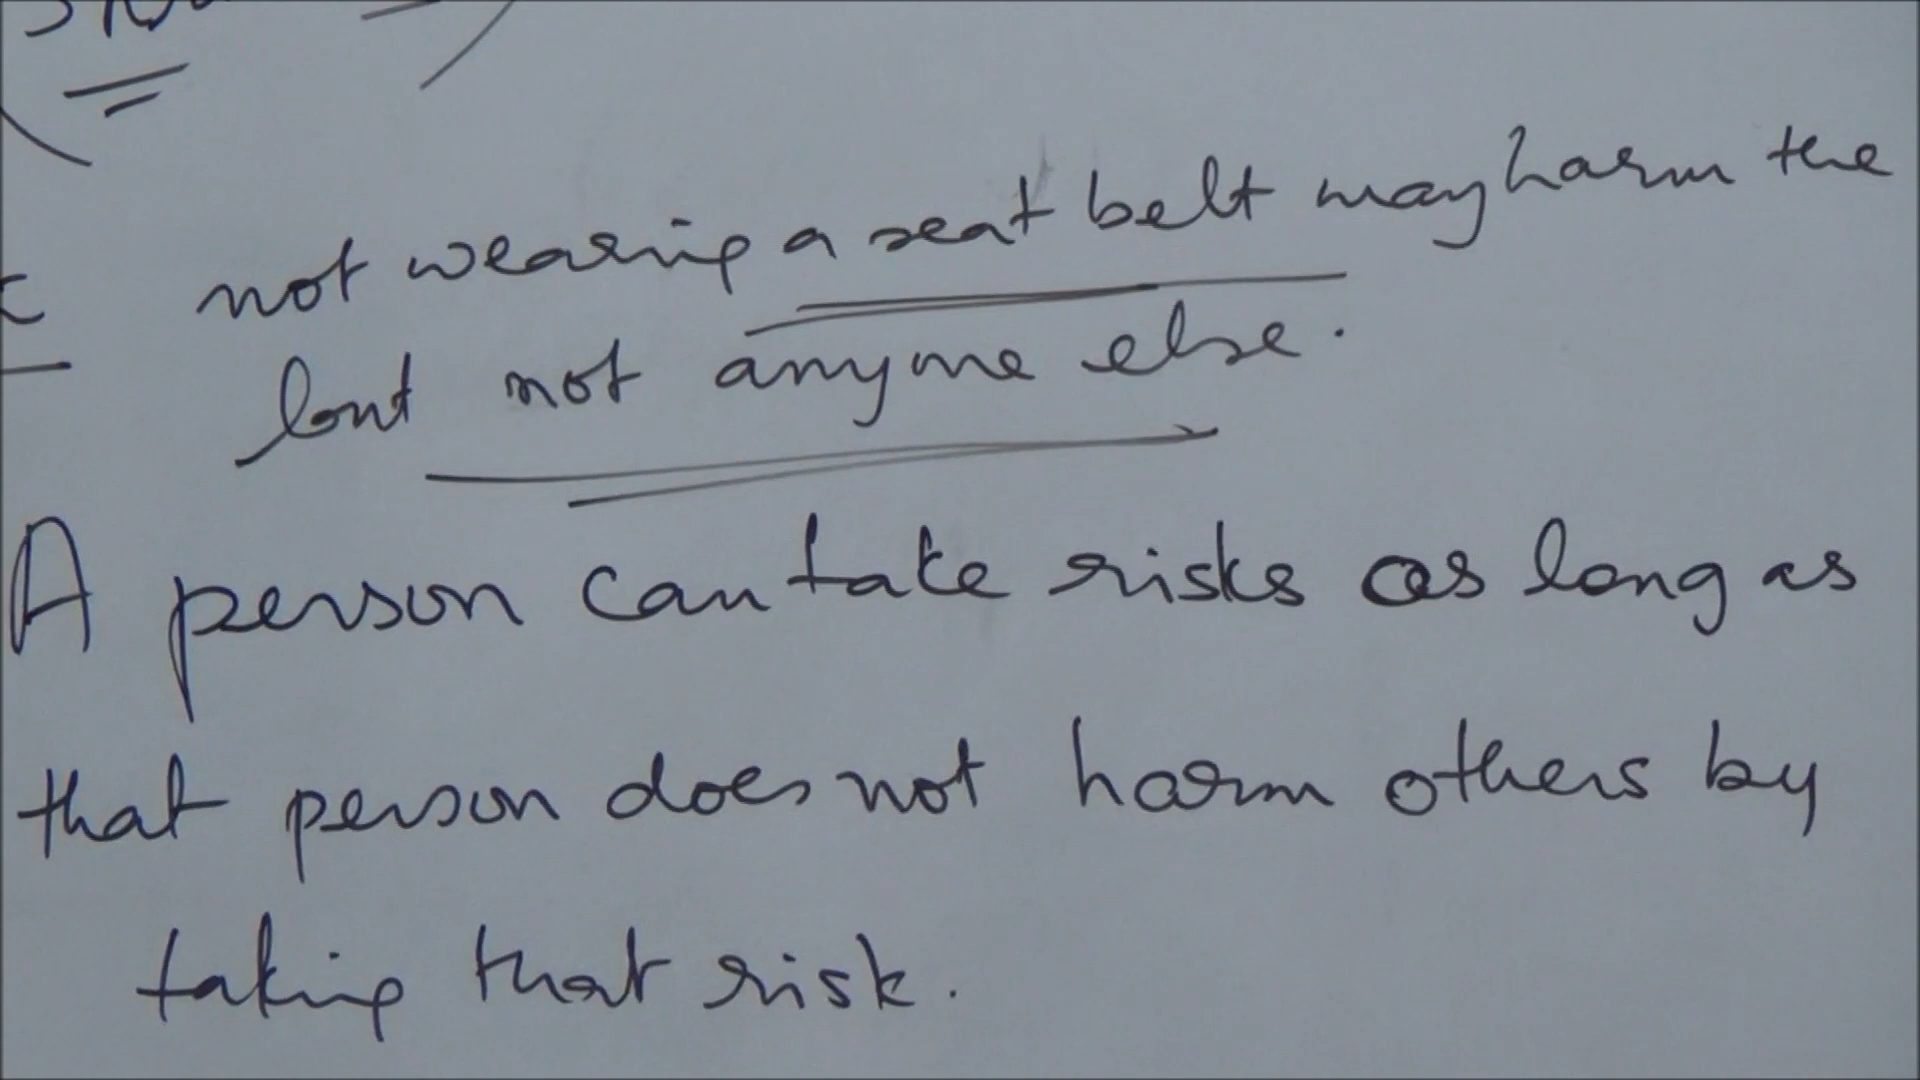 not wearing a seat belt may harm the
but not anyone else.
A person can take risks as long as
that person does not harm others by
taking that risk.